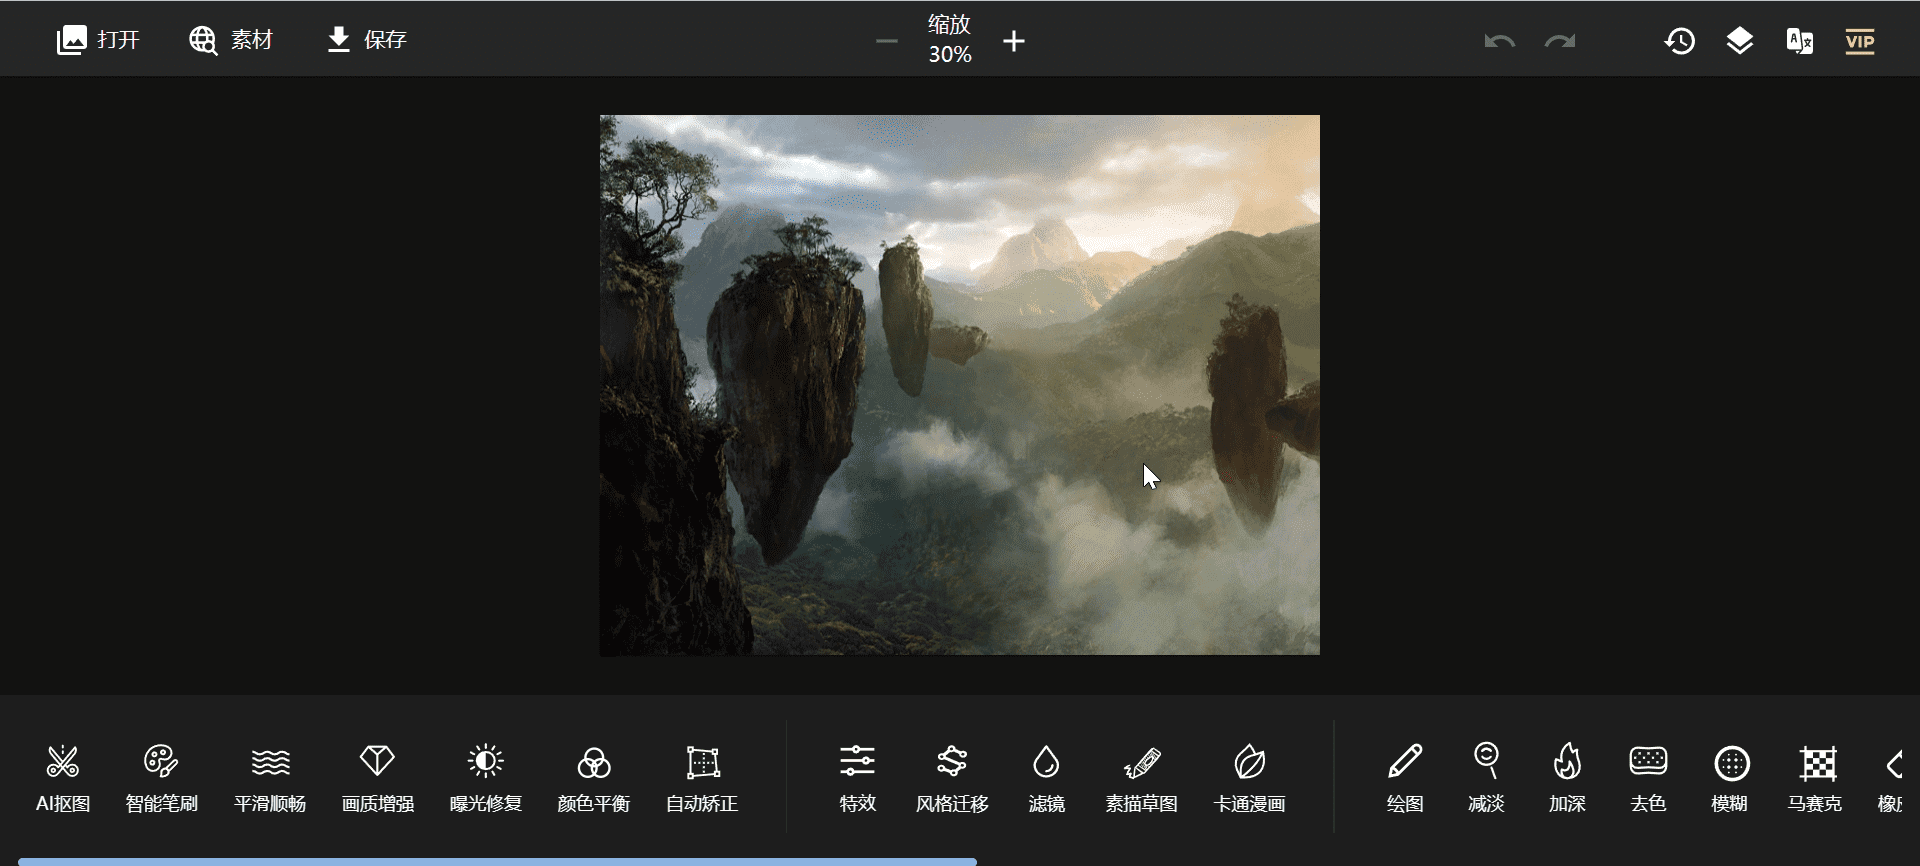 打开
素材
保存
缩放
30%
VIP
AI抠图
智能笔刷
平滑顺畅
画质增强
曝光修复
颜色平衡
自动矫正
特效
风格迁移
滤镜
素描草图
卡通漫画
绘图
减淡
加深
去色
模糊
马赛克
橡